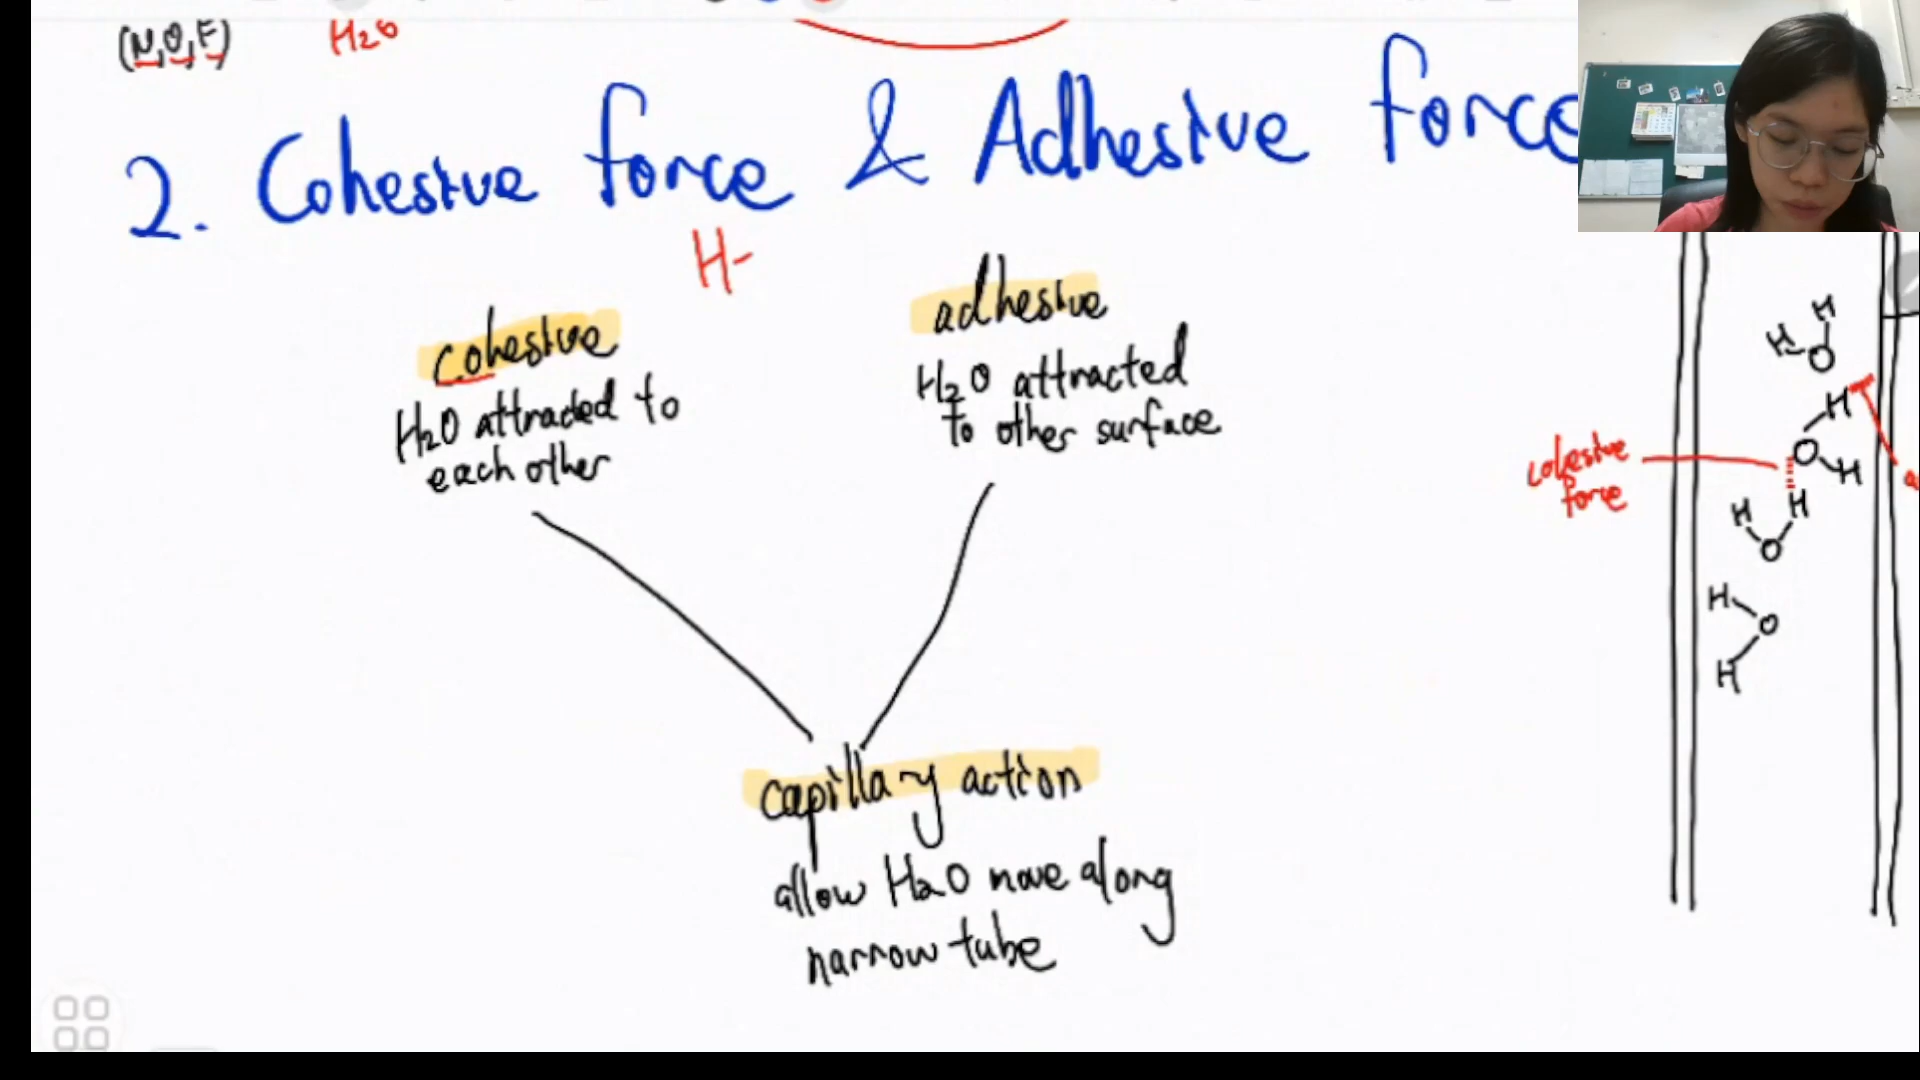 (N,O,F) H2O
2. Cohesive force & Adhesive force
H-
cohesive
H2O attracted to
each other
adhesive
H2O attracted
to other surface
capillary action
allow H2O move along
narrow tube
cohesive
force
a
H
H-O
H
O
H
H
H
O
H
O
H